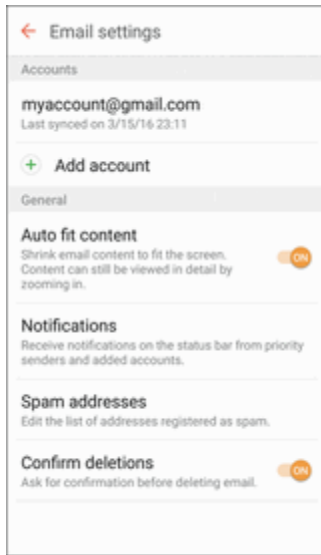 Email settings
Accounts
myaccount@gmail.com
Last synced on 3/15/16 23:11
Add account
General
Auto fit content
Shrink email content to fit the screen.
Content can still be viewed in detail by
zooming in.
ON
Notifications
Receive notifications on the status bar from priority
senders and added accounts.
Spam addresses
Edit the list of addresses registered as spam.
Confirm deletions
Ask for confirmation before deleting email.
ON